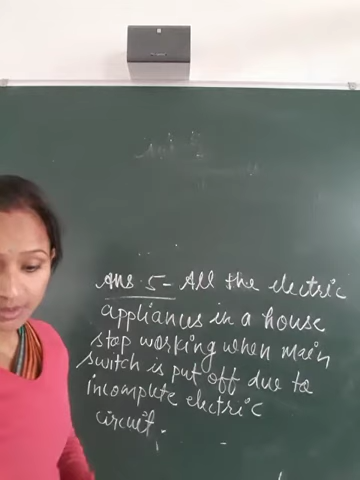 Ans 5- All the electric
appliances in a house
stop working when main
switch is put off due to
incomplete electric
circuit.